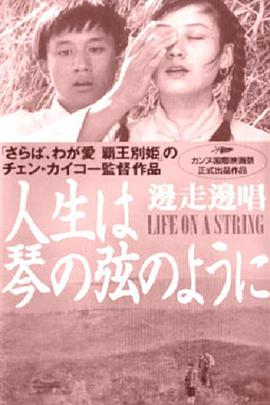 「さらば、わが愛 覇王別姫」の
チェン・カイコー監督作品
カンヌ国際映画祭
正式出品作品
人生は
邊走邊唱
LIFE ON A STRING
琴の弦のように